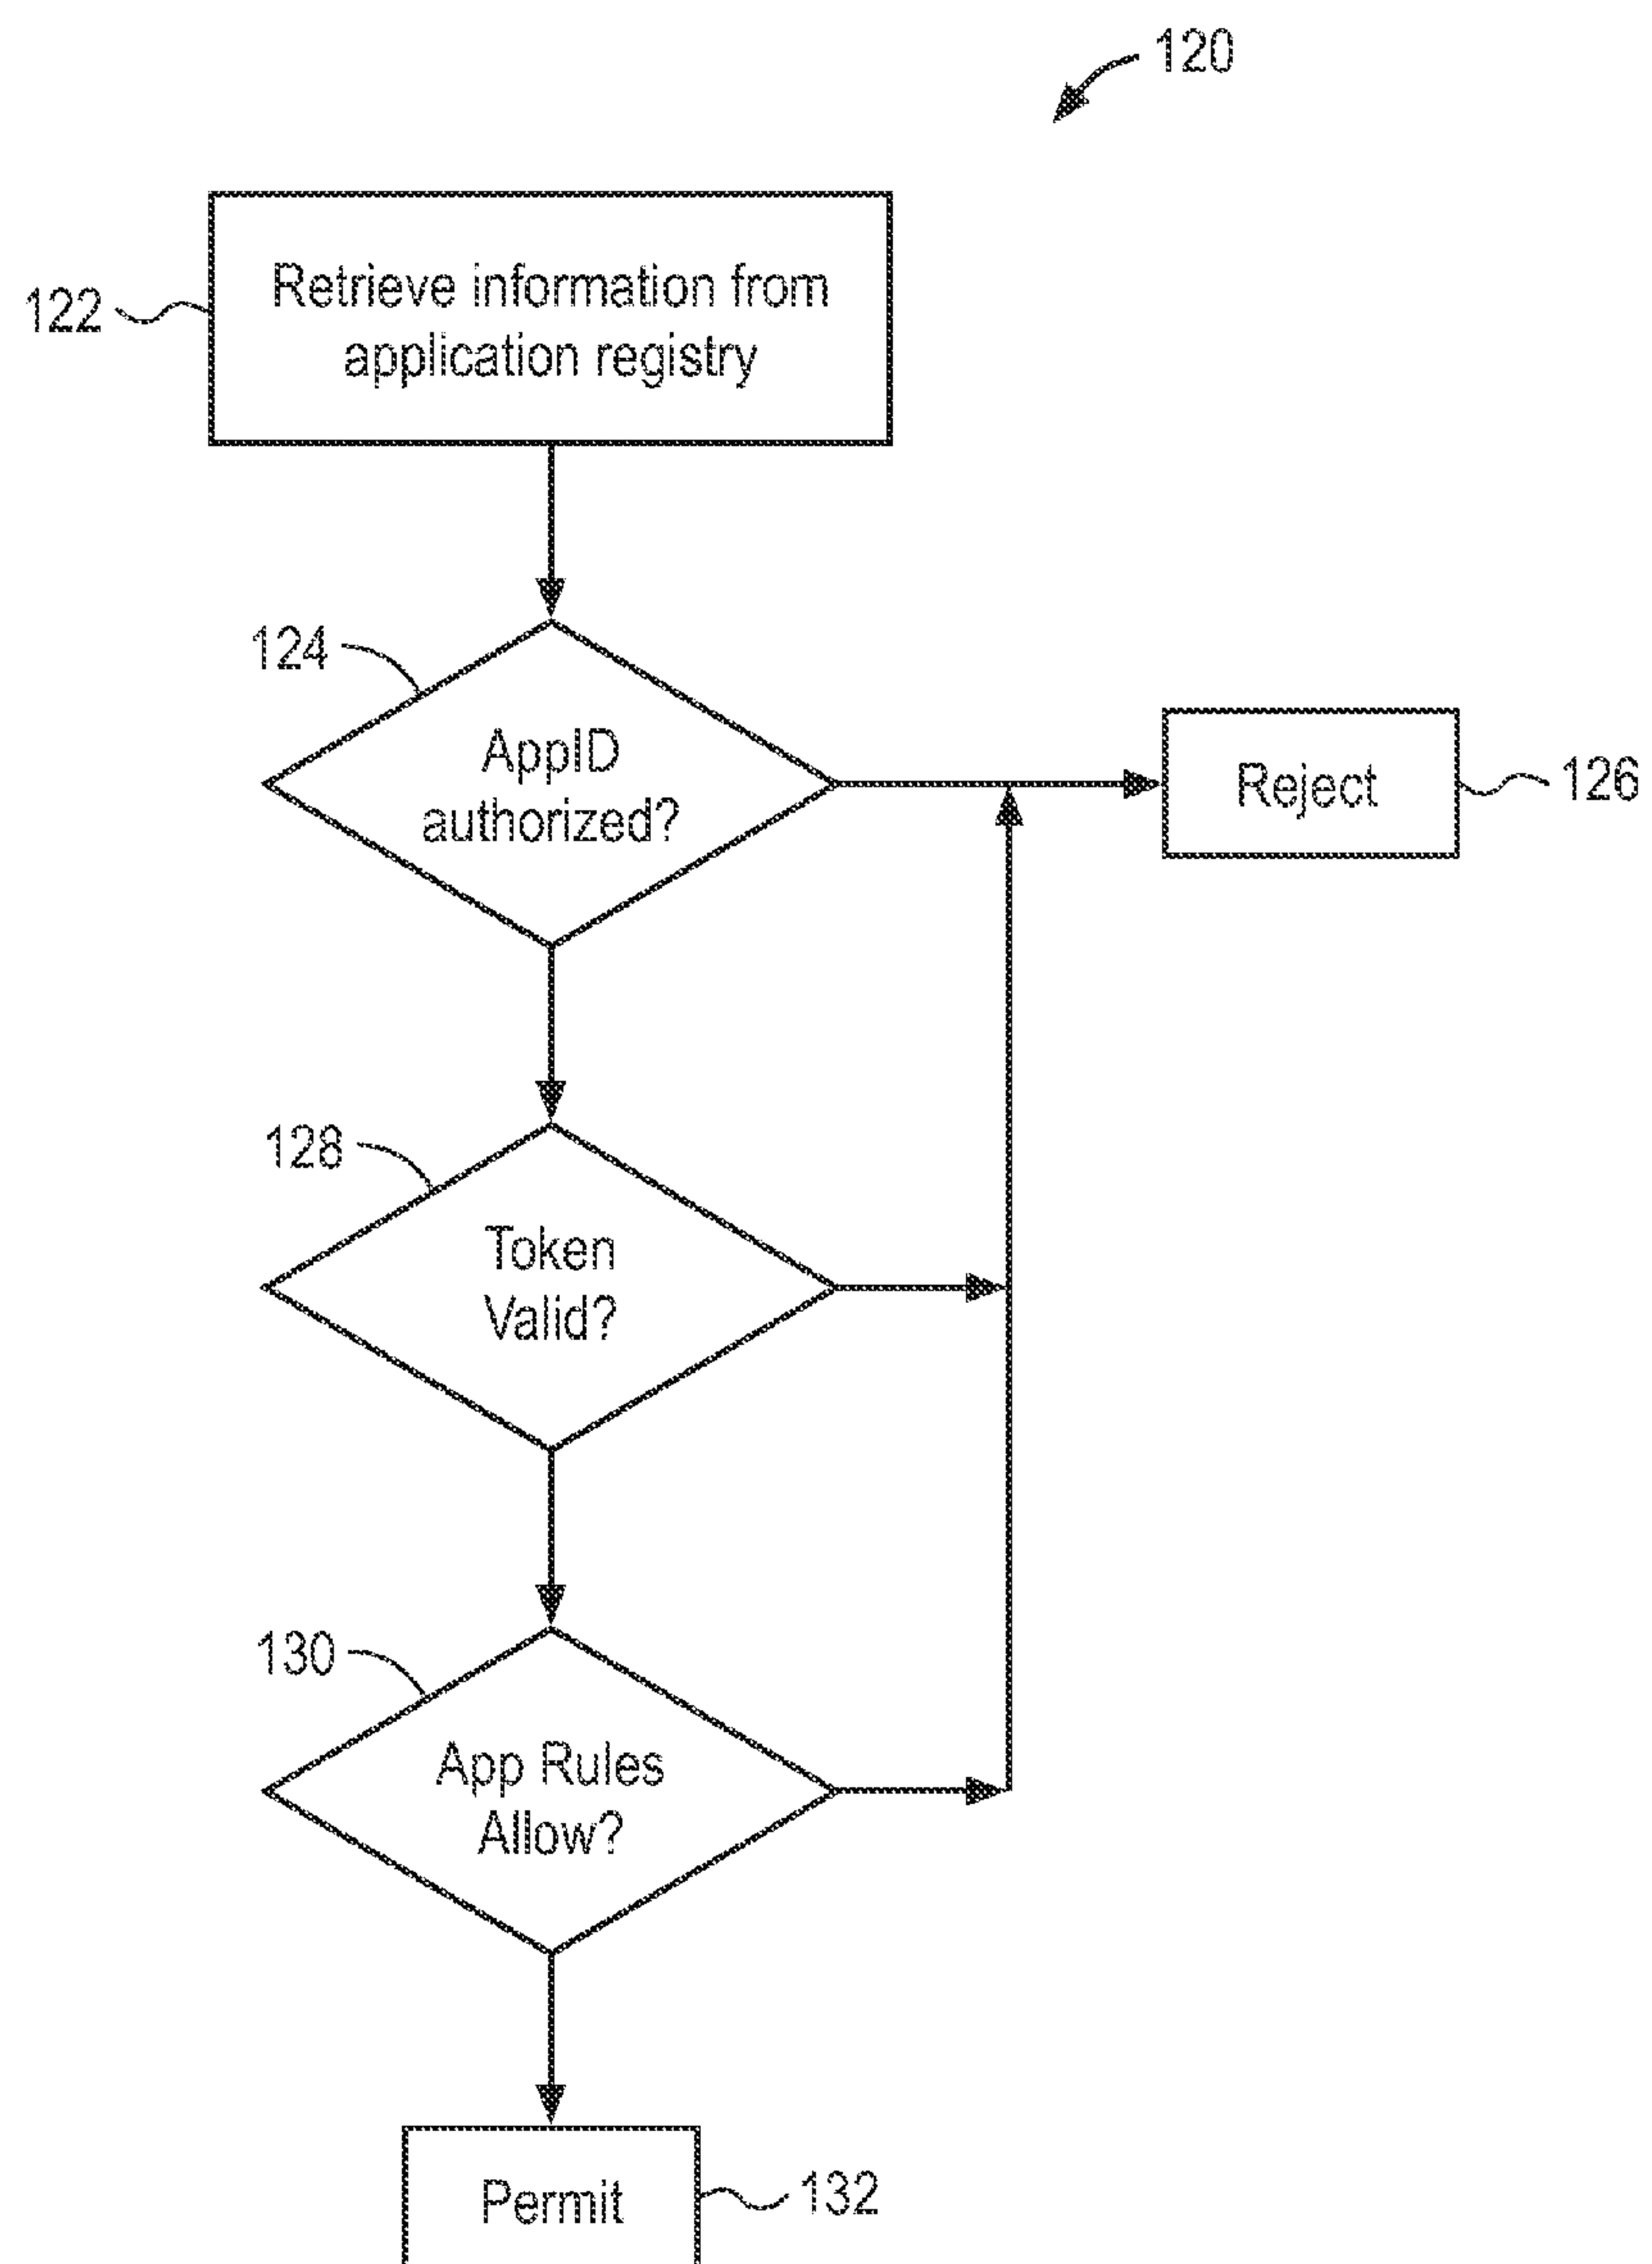 120
122
Retrieve information from
application registry
124
AppID
authorized?
Reject
126
128
Token
Valid?
130
App Rules
Allow?
Permit
132